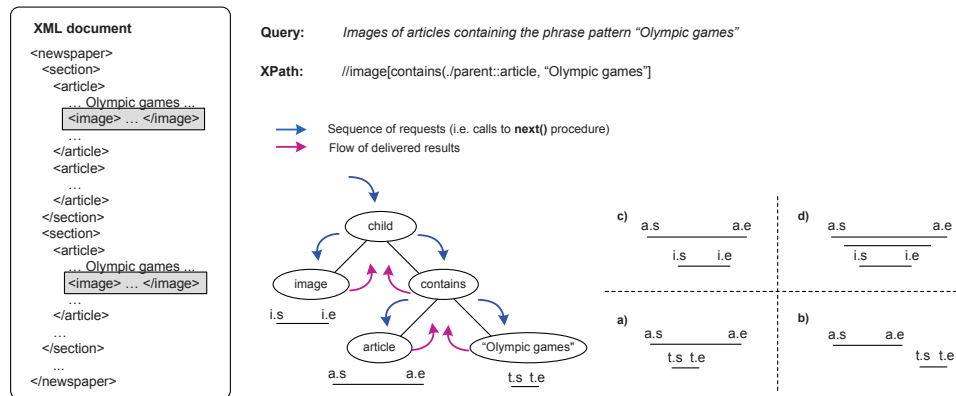 XML document
<newspaper>
<section>
<article>
… Olympic games ...
<image> … </image>
…
</article>
<article>
…
</article>
</section>
<section>
<article>
… Olympic games ...
<image> … </image>
…
</article>
…
</section>
...
</newspaper>
Query: Images of articles containing the phrase pattern “Olympic games”
XPath: //image[contains(./parent::article, “Olympic games”]
Sequence of requests (i.e. calls to next() procedure)
Flow of delivered results
child
image
contains
i.s i.e
article
“Olympic games"
a.s a.e
t.s t.e
c)
a.s a.e
i.s i.e
d)
a.s a.e
i.s i.e
a)
a.s a.e
t.s t.e
b)
a.s a.e
t.s t.e